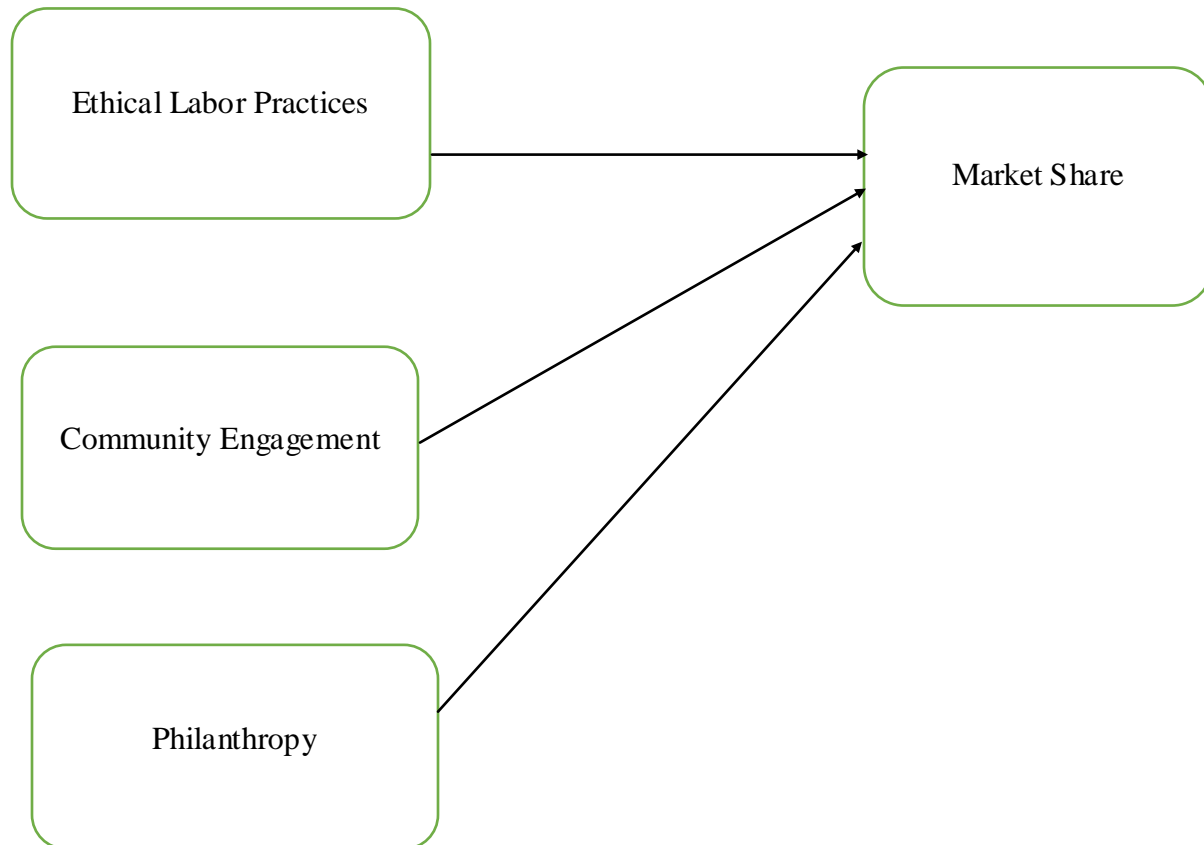 Ethical Labor Practices
Market Share
Community Engagement
Philanthropy